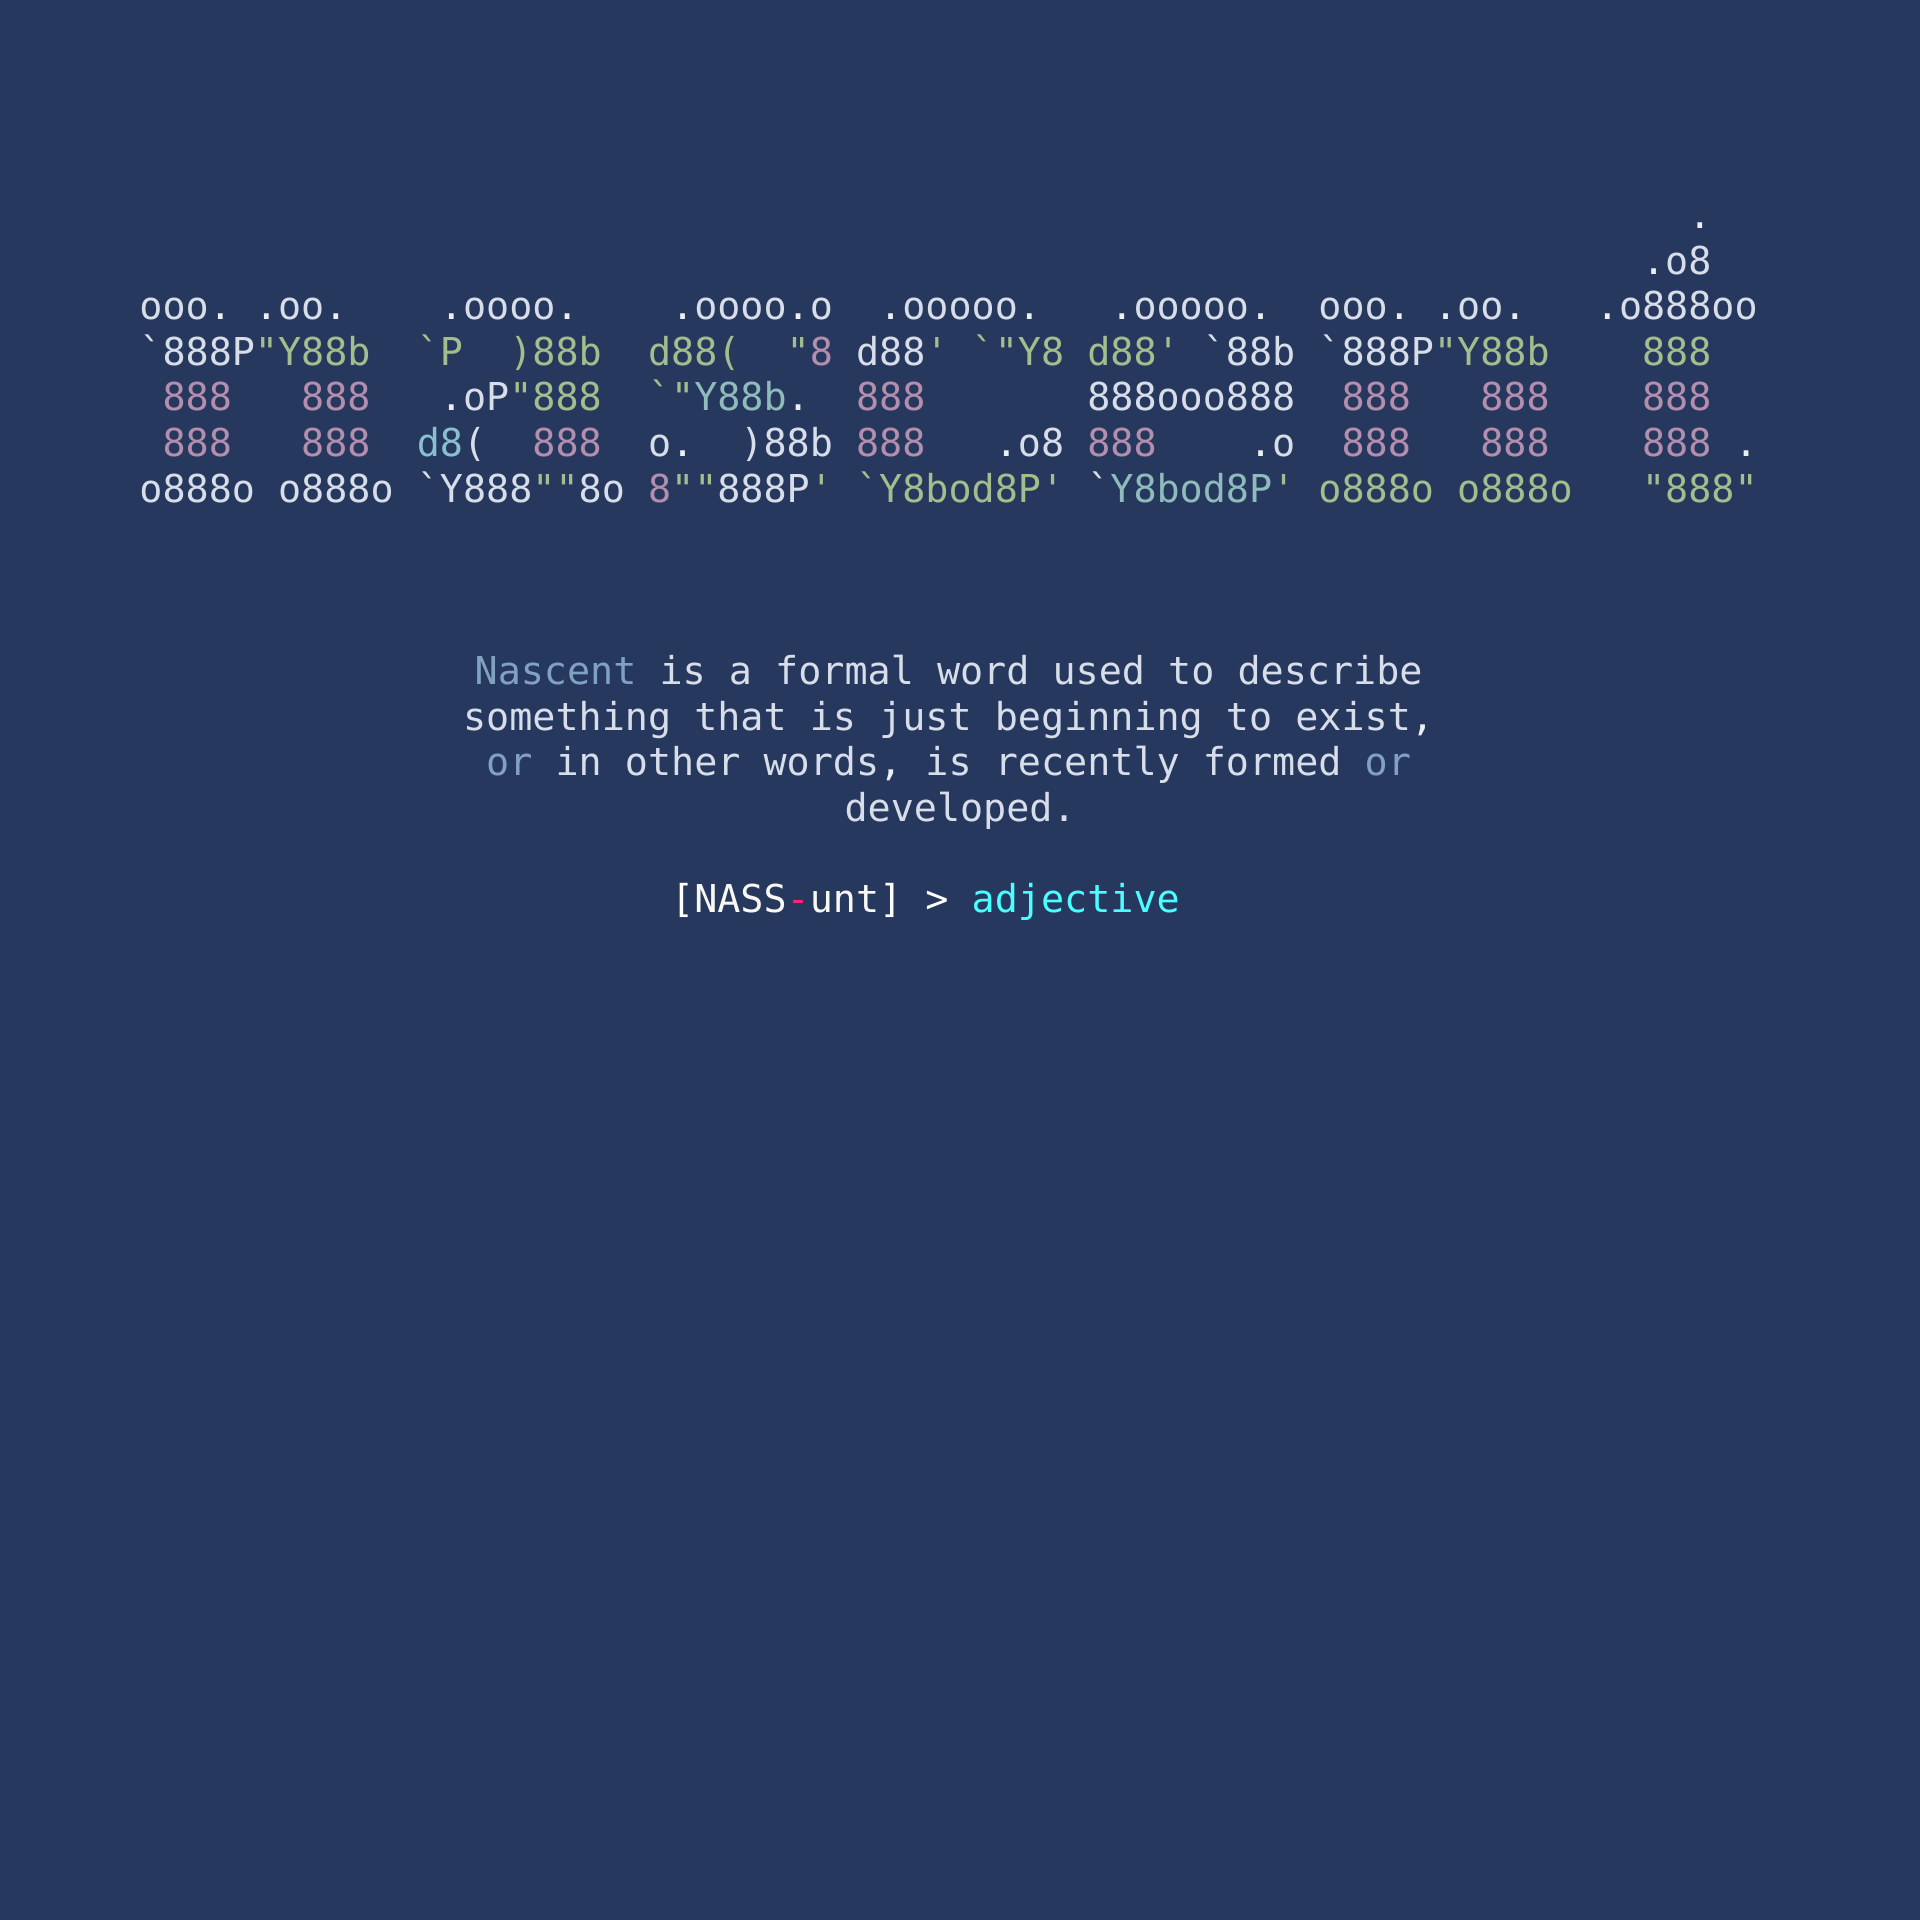 nascent
Nascent is a formal word used to describe
something that is just beginning to exist,
or in other words, is recently formed or
developed.
[NASS-unt] > adjective